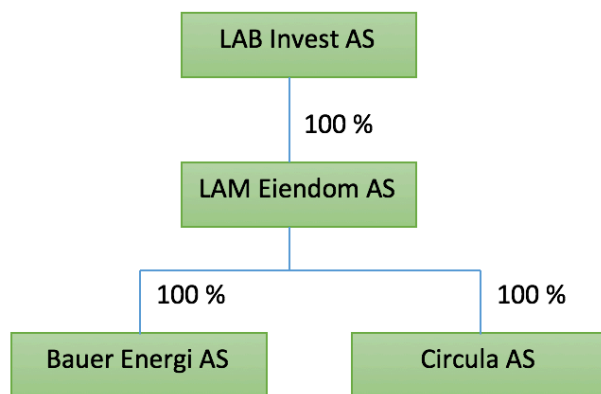 LAB Invest AS
100 %
LAM Eiendom AS
100 %
100 %
Bauer Energi AS
Circula AS